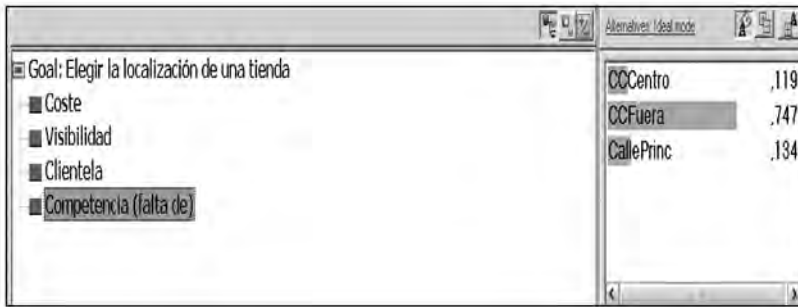 Alternatives: Ideal mode
Goal: Elegir la localización de una tienda
Coste
Visibilidad
Clientela
Competencia (falta de)
CCCentro ,119
CCFuera ,747
CallePrinc ,134